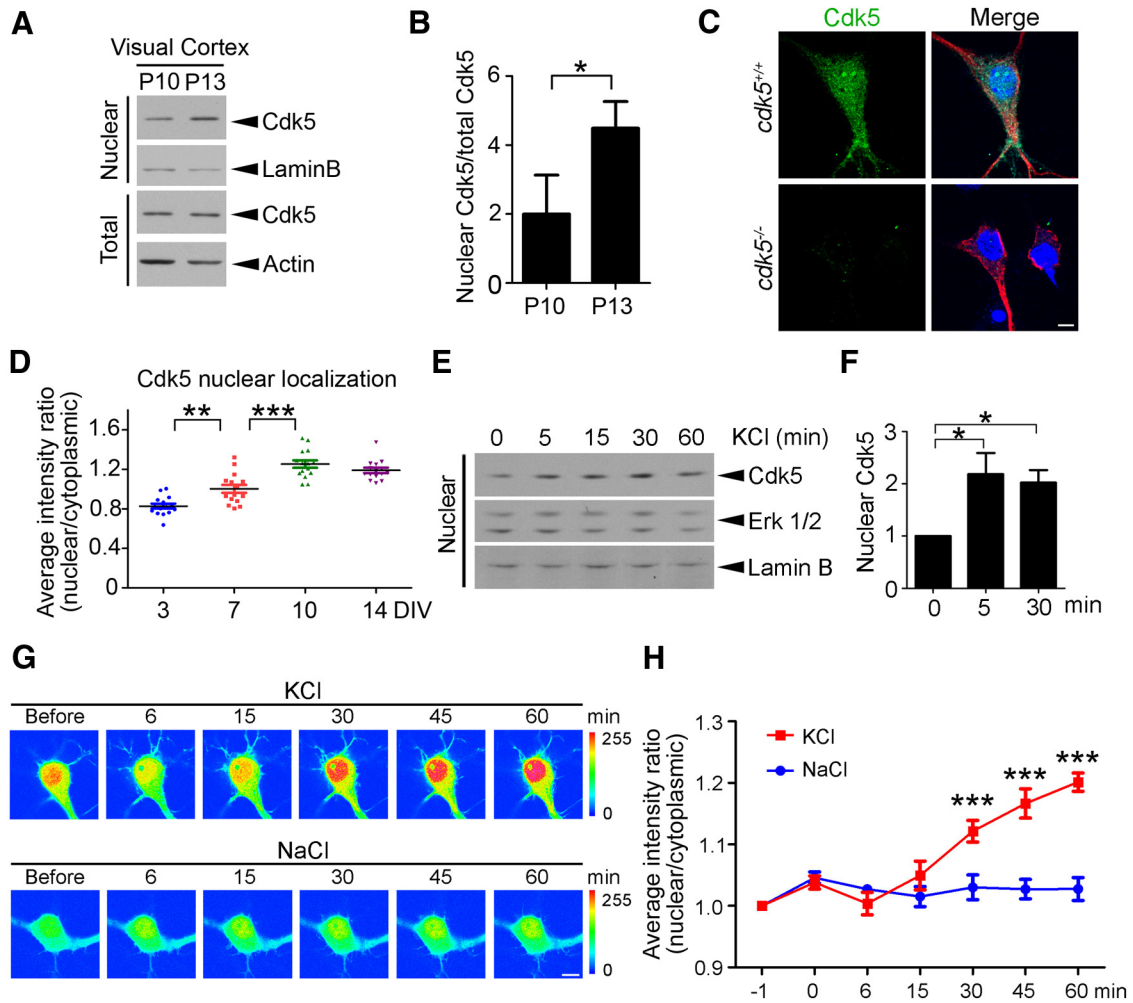 A
Visual Cortex
P10 P13
Nuclear
Cdk5
LaminB
Total
Cdk5
Actin
B
Nuclear Cdk5/total Cdk5
6
4
2
0
*
P10 P13
C
Cdk5 Merge
cdk5+/+
cdk5-/-
D
Cdk5 nuclear localization
Average intensity ratio
(nuclear/cytoplasmic)
1.6
1.2
0.8
0.4
0
** ***
3 7 10 14 DIV
E
0 5 15 30 60 KCl (min)
Nuclear
Cdk5
Erk 1/2
Lamin B
F
Nuclear Cdk5
3
2
1
0
*
*
0 5 30 min
G
KCl
Before 6 15 30 45 60 min
255
0
NaCl
Before 6 15 30 45 60 min
255
0
H
Average intensity ratio
(nuclear/cytoplasmic)
1.3
1.2
1.10
1.0
0.9
KCl
NaCl
*** *** ***
-1 0 6 15 30 45 60 min